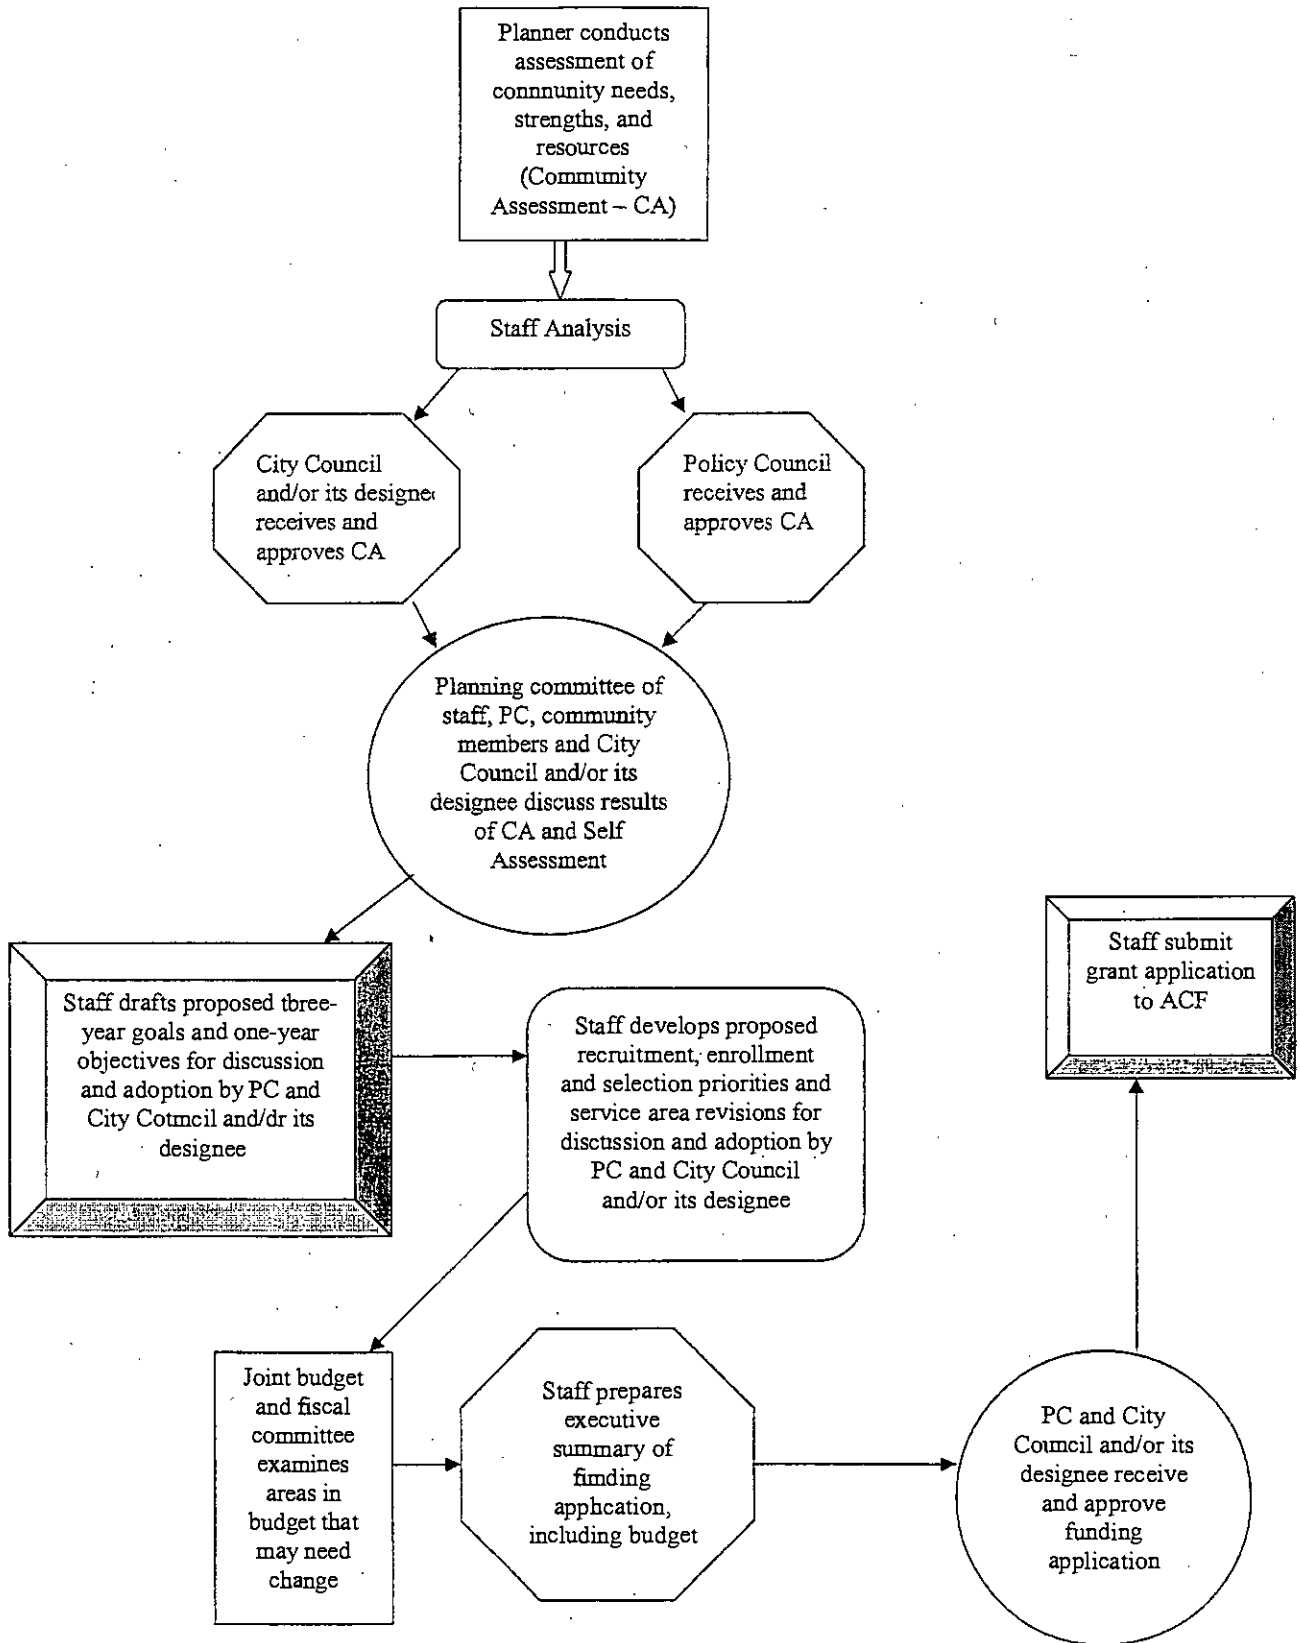 Planner conducts
assessment of
connnunity needs,
strengths, and
resources
(Community
Assessment – CA)
Staff Analysis
City Council
and/or its designe
receives and
approves CA
Policy Council
receives and
approves CA
Planning committee of
staff, PC, community
members and City
Council and/or its
designee discuss results
of CA and Self
Assessment
Staff drafts proposed tbree-
year goals and one-year
objectives for discussion
and adoption by PC and
City Cotmcil and/dr its
designee
Staff develops proposed
recruitment, enrollment
and selection priorities and
service area revisions for
discussion and adoption by
PC and City Council
and/or its designee
Staff submit
grant application
to ACF
Joint budget
and fiscal
committee
examines
areas in
budget that
may need
change
Staff prepares
executive
summary of
fimding
apphcation,
including budget
PC and City
Council and/or its
designee receive
and approve
funding
application